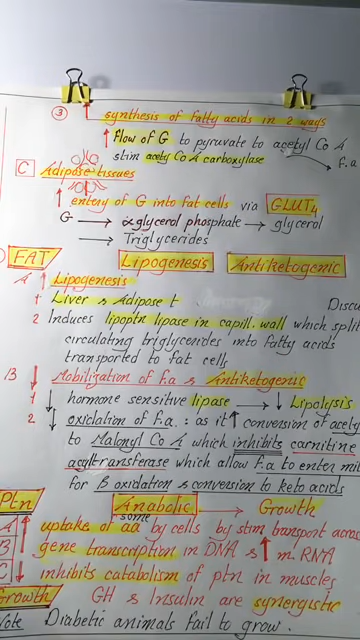 ③ ↑ synthesis of fatty acids in 2 ways
↑ flow of G to pyruvate to acetyl Co A
stim acetyl Co A carboxylase → f.a
C Adipose tissues
↑ entery of G into fat cells via GLUT4
G → αglycerol phosphate → glycerol
→ Triglycerides
FAT Lipogenesis Antiketogenic
A ↑ Lipogenesis
1 Liver & Adipose t
Discu
2 Induces lipoptn lipase in capill. wall which split
circulating triglycerides into fatty acids
transported to fat cells
B ↓ Mobilization of f.a & Antiketogenic
1 ↓ hormone sensitive lipase → ↓ Lipolysis
2 ↓ oxidation of F.a. : as it ↑ conversion of acety
to Malonyl Co A which inhibits carnitine
acyltransferase which allow f.a to enter mit
for B oxidation & conversion to keto acids
Ptn Anabolic → Growth
A ↑ uptake of some aa by cells by stim transport across
B gene transcription in DNA & ↑ m. RNA
C ↓ inhibits catabolism of ptn in muscles
Growth GH & Insulin are synergistic
Note Diabetic animals fail to grow.